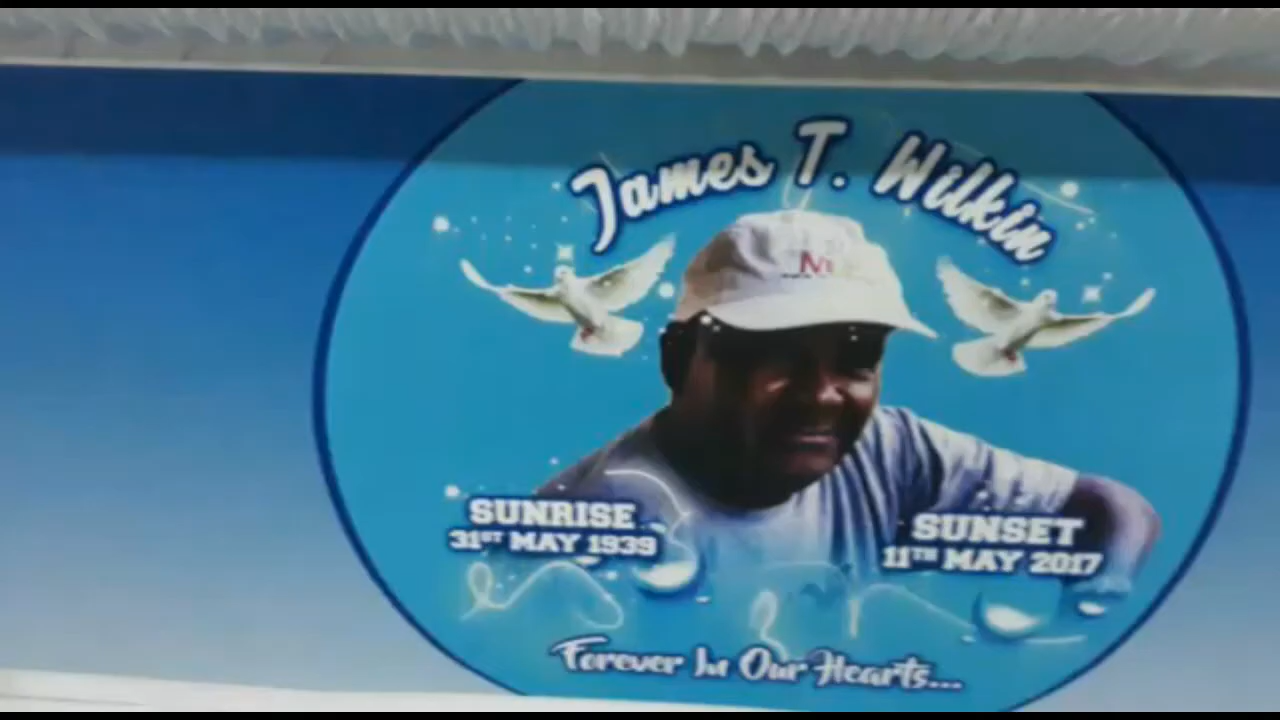 James T. Wilkin
SUNRISE
31ST MAY 1939
SUNSET
11TH MAY 2017
Forever In Our Hearts...